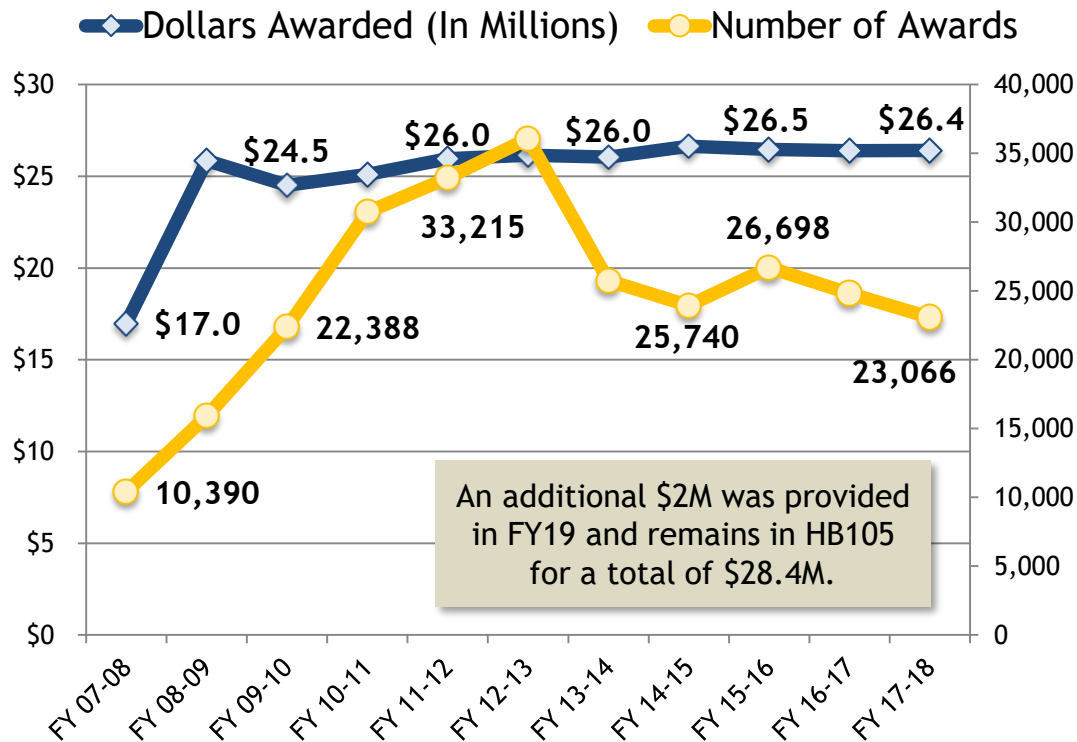 Dollars Awarded (In Millions) Number of Awards
$30 40,000
$26.0 $26.0 $26.5 $26.4
$24.5 35,000
$25
30,000
33,215 26,698
$20 25,000
$17.0 22,388 25,740
$15 20,000
23,066
15,000
$10
10,390 10,000
An additional $2M was provided
in FY19 and remains in HB105
for a total of $28.4M.
$5 5,000
$0 0
FY 07-08 FY 08-09 FY 09-10 FY 10-11 FY 11-12 FY 12-13 FY 13-14 FY 14-15 FY 15-16 FY 16-17 FY 17-18